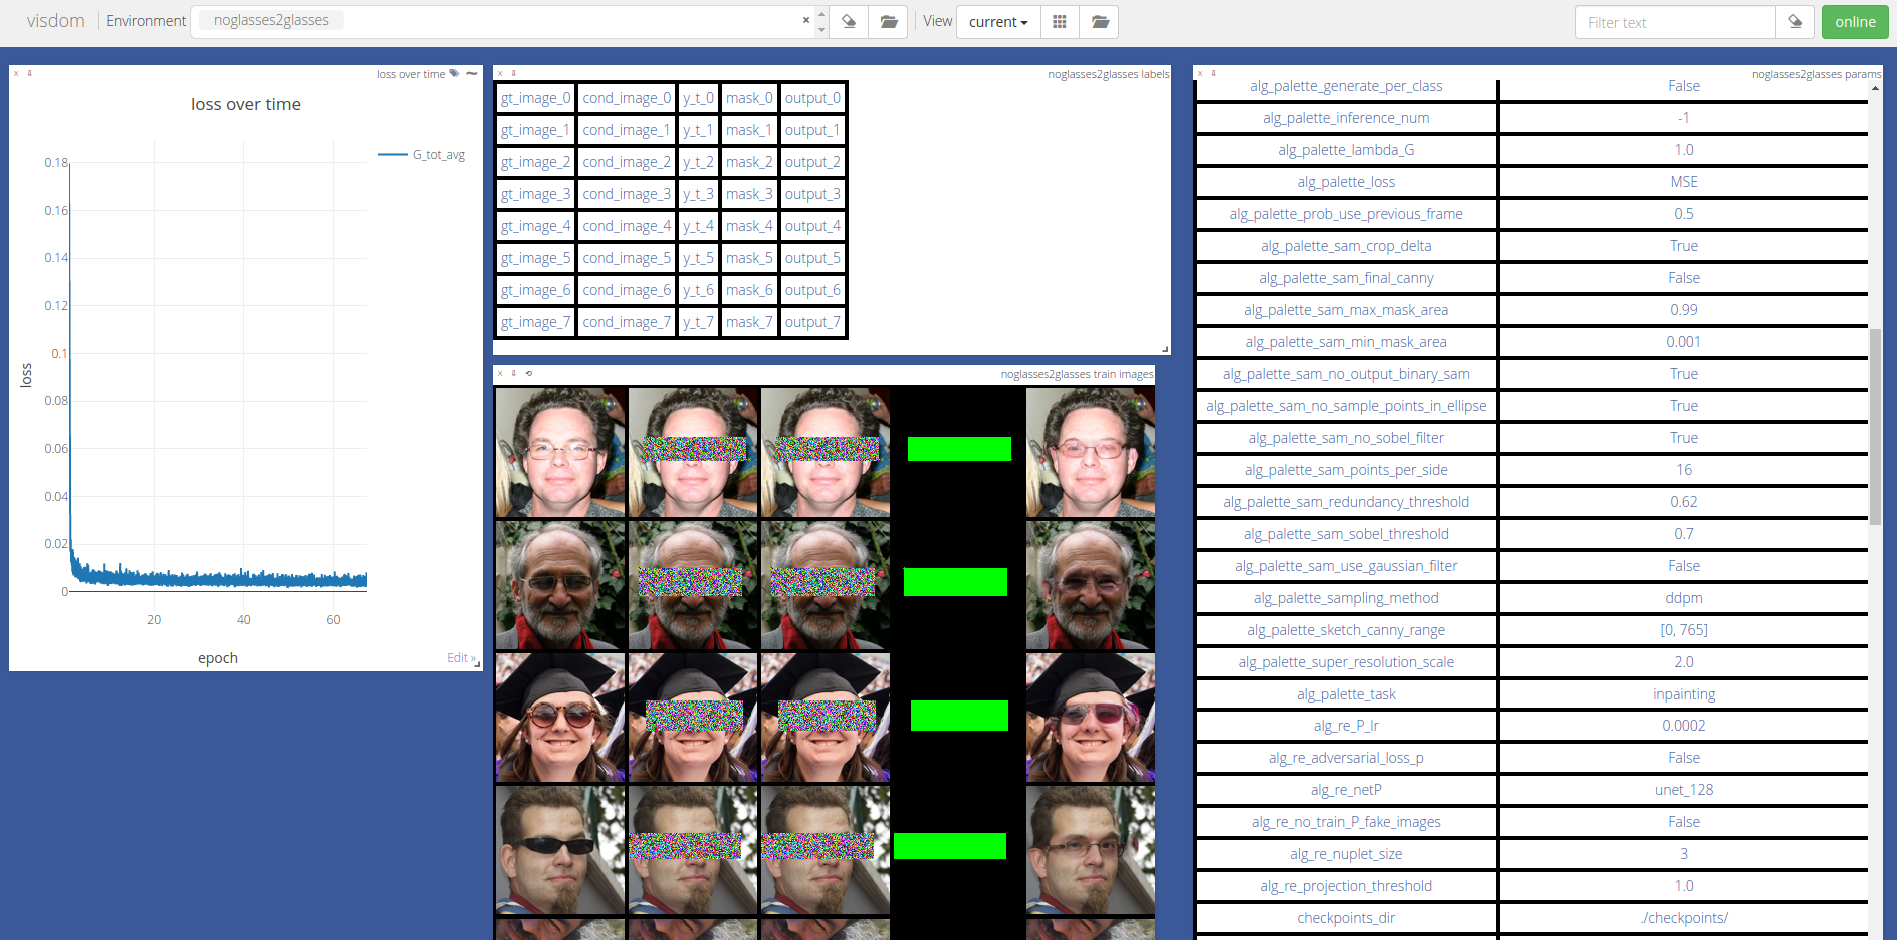 visdom Environment noglasses2glasses × View current Filter text online
x ⇩ loss over time
loss over time
G_tot_avg
0.18
0.16
0.14
0.12
0.1
0.08
0.06
0.04
0.02
0
loss
20 40 60
epoch
Edit »
x ⇩ noglasses2glasses labels
gt_image_0 cond_image_0 y_t_0 mask_0 output_0
gt_image_1 cond_image_1 y_t_1 mask_1 output_1
gt_image_2 cond_image_2 y_t_2 mask_2 output_2
gt_image_3 cond_image_3 y_t_3 mask_3 output_3
gt_image_4 cond_image_4 y_t_4 mask_4 output_4
gt_image_5 cond_image_5 y_t_5 mask_5 output_5
gt_image_6 cond_image_6 y_t_6 mask_6 output_6
gt_image_7 cond_image_7 y_t_7 mask_7 output_7
x ⇩ ⟲ noglasses2glasses train images
x ⇩ noglasses2glasses params
alg_palette_generate_per_class False
alg_palette_inference_num -1
alg_palette_lambda_G 1.0
alg_palette_loss MSE
alg_palette_prob_use_previous_frame 0.5
alg_palette_sam_crop_delta True
alg_palette_sam_final_canny False
alg_palette_sam_max_mask_area 0.99
alg_palette_sam_min_mask_area 0.001
alg_palette_sam_no_output_binary_sam True
alg_palette_sam_no_sample_points_in_ellipse True
alg_palette_sam_no_sobel_filter True
alg_palette_sam_points_per_side 16
alg_palette_sam_redundancy_threshold 0.62
alg_palette_sam_sobel_threshold 0.7
alg_palette_sam_use_gaussian_filter False
alg_palette_sampling_method ddpm
alg_palette_sketch_canny_range [0, 765]
alg_palette_super_resolution_scale 2.0
alg_palette_task inpainting
alg_re_P_lr 0.0002
alg_re_adversarial_loss_p False
alg_re_netP unet_128
alg_re_no_train_P_fake_images False
alg_re_nuplet_size 3
alg_re_projection_threshold 1.0
checkpoints_dir ./checkpoints/